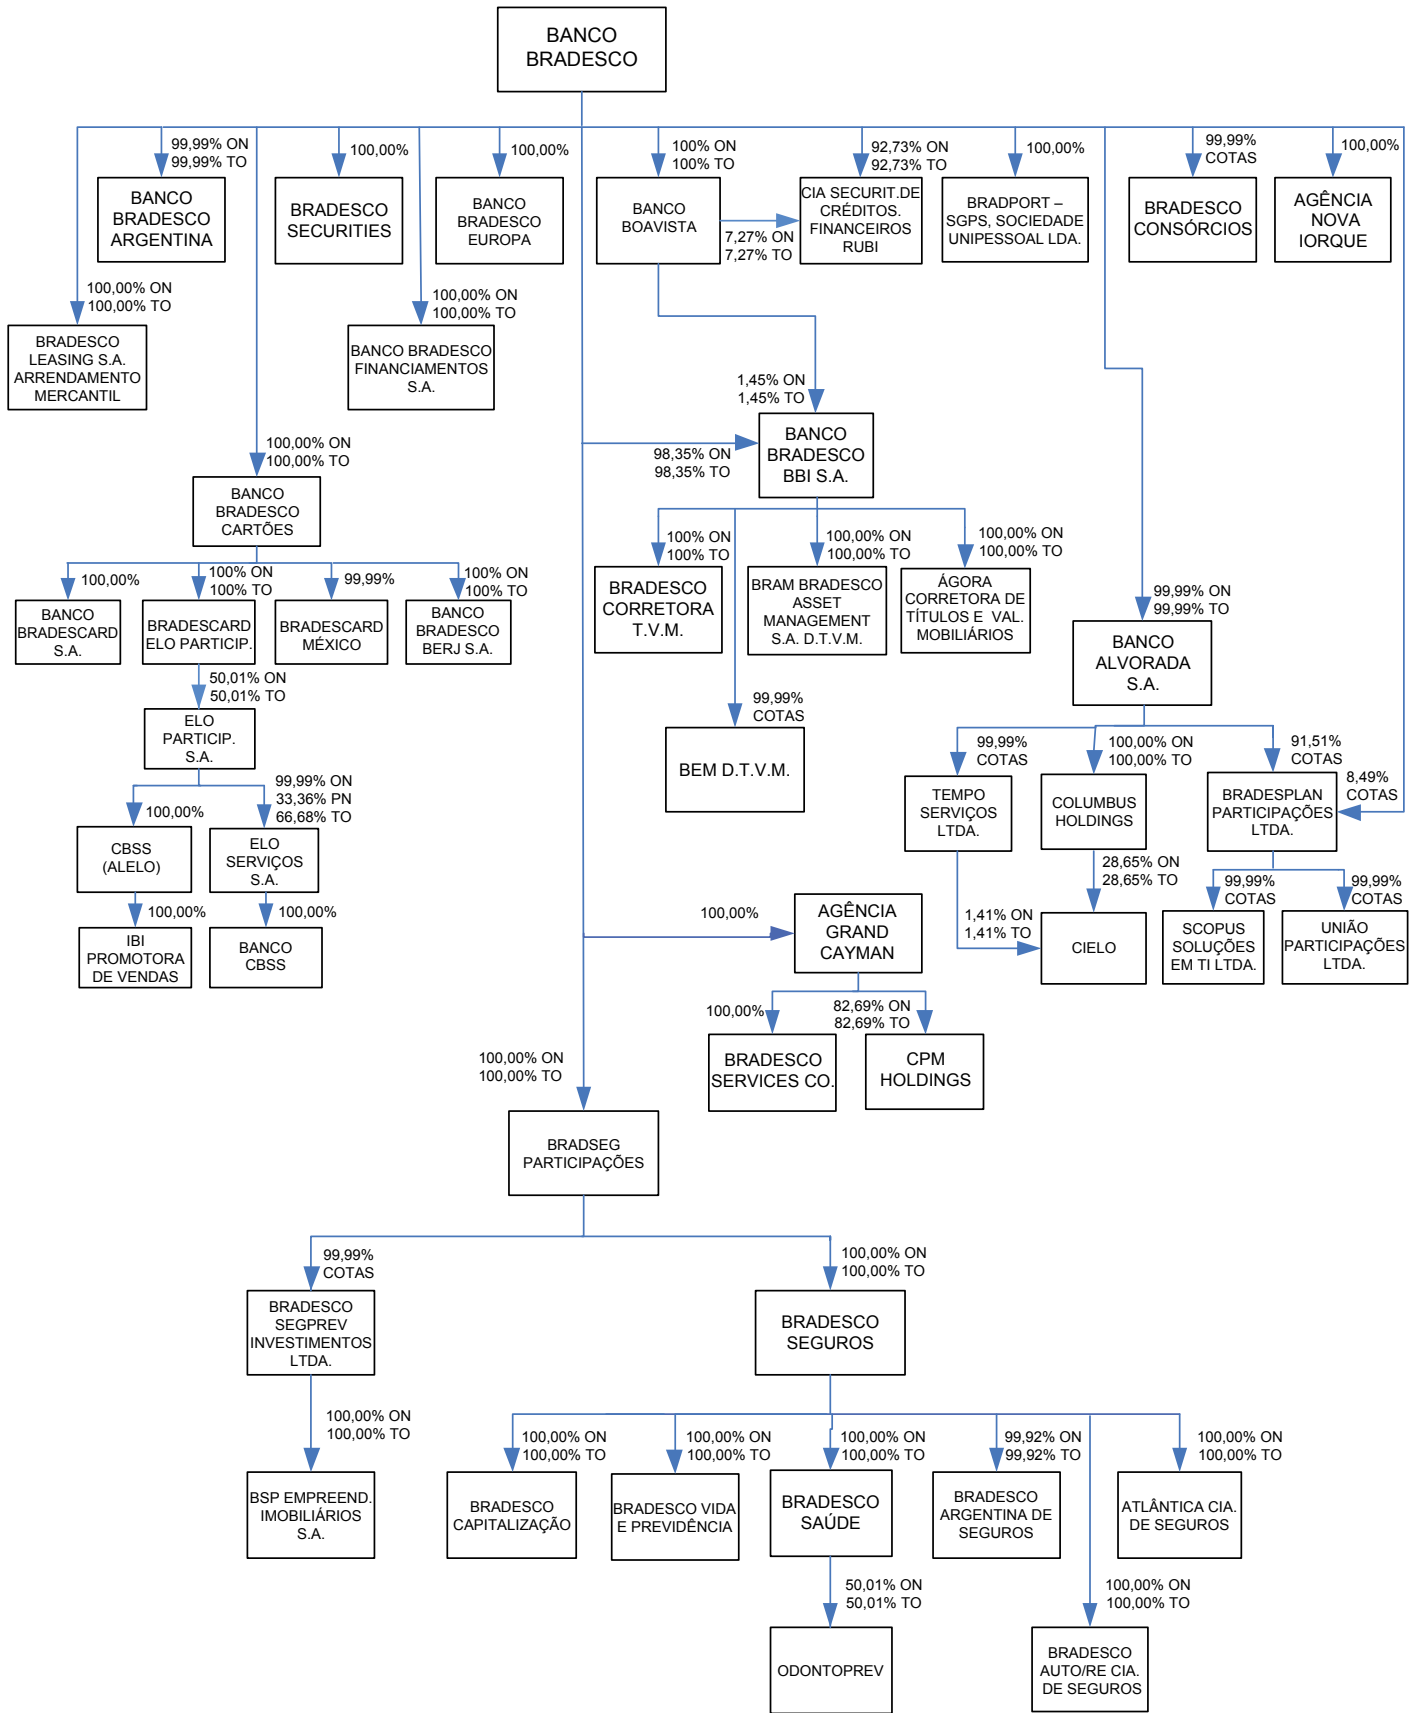 BANCO
BRADESCO
99,99% ON
99,99% TO
100,00%
100,00%
100% ON
100% TO
92,73% ON
92,73% TO
100,00%
99,99%
COTAS
100,00%
BANCO
BRADESCO
ARGENTINA
BRADESCO
SECURITIES
BANCO
BRADESCO
EUROPA
BANCO
BOAVISTA
7,27% ON
7,27% TO
CIA SECURIT.DE
CRÉDITOS.
FINANCEIROS
RUBI
BRADPORT –
SGPS, SOCIEDADE
UNIPESSOAL LDA.
BRADESCO
CONSÓRCIOS
AGÊNCIA
NOVA
IORQUE
100,00% ON
100,00% TO
100,00% ON
100,00% TO
BRADESCO
LEASING S.A.
ARRENDAMENTO
MERCANTIL
BANCO BRADESCO
FINANCIAMENTOS
S.A.
1,45% ON
1,45% TO
100,00% ON
100,00% TO
98,35% ON
98,35% TO
BANCO
BRADESCO
BBI S.A.
BANCO
BRADESCO
CARTÕES
100,00%
100% ON
100% TO
99,99%
100% ON
100% TO
100% ON
100% TO
100,00% ON
100,00% TO
100,00% ON
100,00% TO
BANCO
BRADESCARD
S.A.
BRADESCARD
ELO PARTICIP.
BRADESCARD
MÉXICO
BANCO
BRADESCO
BERJ S.A.
BRADESCO
CORRETORA
T.V.M.
BRAM BRADESCO
ASSET
MANAGEMENT
S.A. D.T.V.M.
ÁGORA
CORRETORA DE
TÍTULOS E VAL.
MOBILIÁRIOS
99,99% ON
99,99% TO
BANCO
ALVORADA
S.A.
50,01% ON
50,01% TO
ELO
PARTICIP.
S.A.
99,99%
COTAS
BEM D.T.V.M.
99,99%
COTAS
100,00% ON
100,00% TO
91,51%
COTAS
8,49%
COTAS
100,00%
99,99% ON
33,36% PN
66,68% TO
TEMPO
SERVIÇOS
LTDA.
COLUMBUS
HOLDINGS
BRADESPLAN
PARTICIPAÇÕES
LTDA.
CBSS
(ALELO)
ELO
SERVIÇOS
S.A.
28,65% ON
28,65% TO
99,99%
COTAS
99,99%
COTAS
100,00%
100,00%
100,00%
AGÊNCIA
GRAND
CAYMAN
1,41% ON
1,41% TO
CIELO
SCOPUS
SOLUÇÕES
EM TI LTDA.
UNIÃO
PARTICIPAÇÕES
LTDA.
IBI
PROMOTORA
DE VENDAS
BANCO
CBSS
100,00%
82,69% ON
82,69% TO
BRADESCO
SERVICES CO.
CPM
HOLDINGS
100,00% ON
100,00% TO
BRADSEG
PARTICIPAÇÕES
99,99%
COTAS
100,00% ON
100,00% TO
BRADESCO
SEGPREV
INVESTIMENTOS
LTDA.
BRADESCO
SEGUROS
100,00% ON
100,00% TO
100,00% ON
100,00% TO
100,00% ON
100,00% TO
100,00% ON
100,00% TO
99,92% ON
99,92% TO
100,00% ON
100,00% TO
BSP EMPREEND.
IMOBILIÁRIOS
S.A.
BRADESCO
CAPITALIZAÇÃO
BRADESCO VIDA
E PREVIDÊNCIA
BRADESCO
SAÚDE
BRADESCO
ARGENTINA DE
SEGUROS
ATLÂNTICA CIA.
DE SEGUROS
50,01% ON
50,01% TO
100,00% ON
100,00% TO
ODONTOPREV
BRADESCO
AUTO/RE CIA.
DE SEGUROS